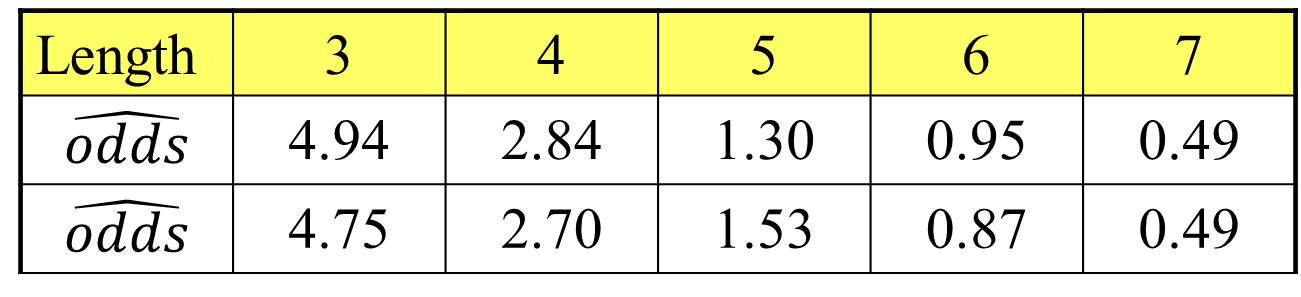 Length 3 4 5 6 7
odds 4.94 2.84 1.30 0.95 0.49
odds 4.75 2.70 1.53 0.87 0.49